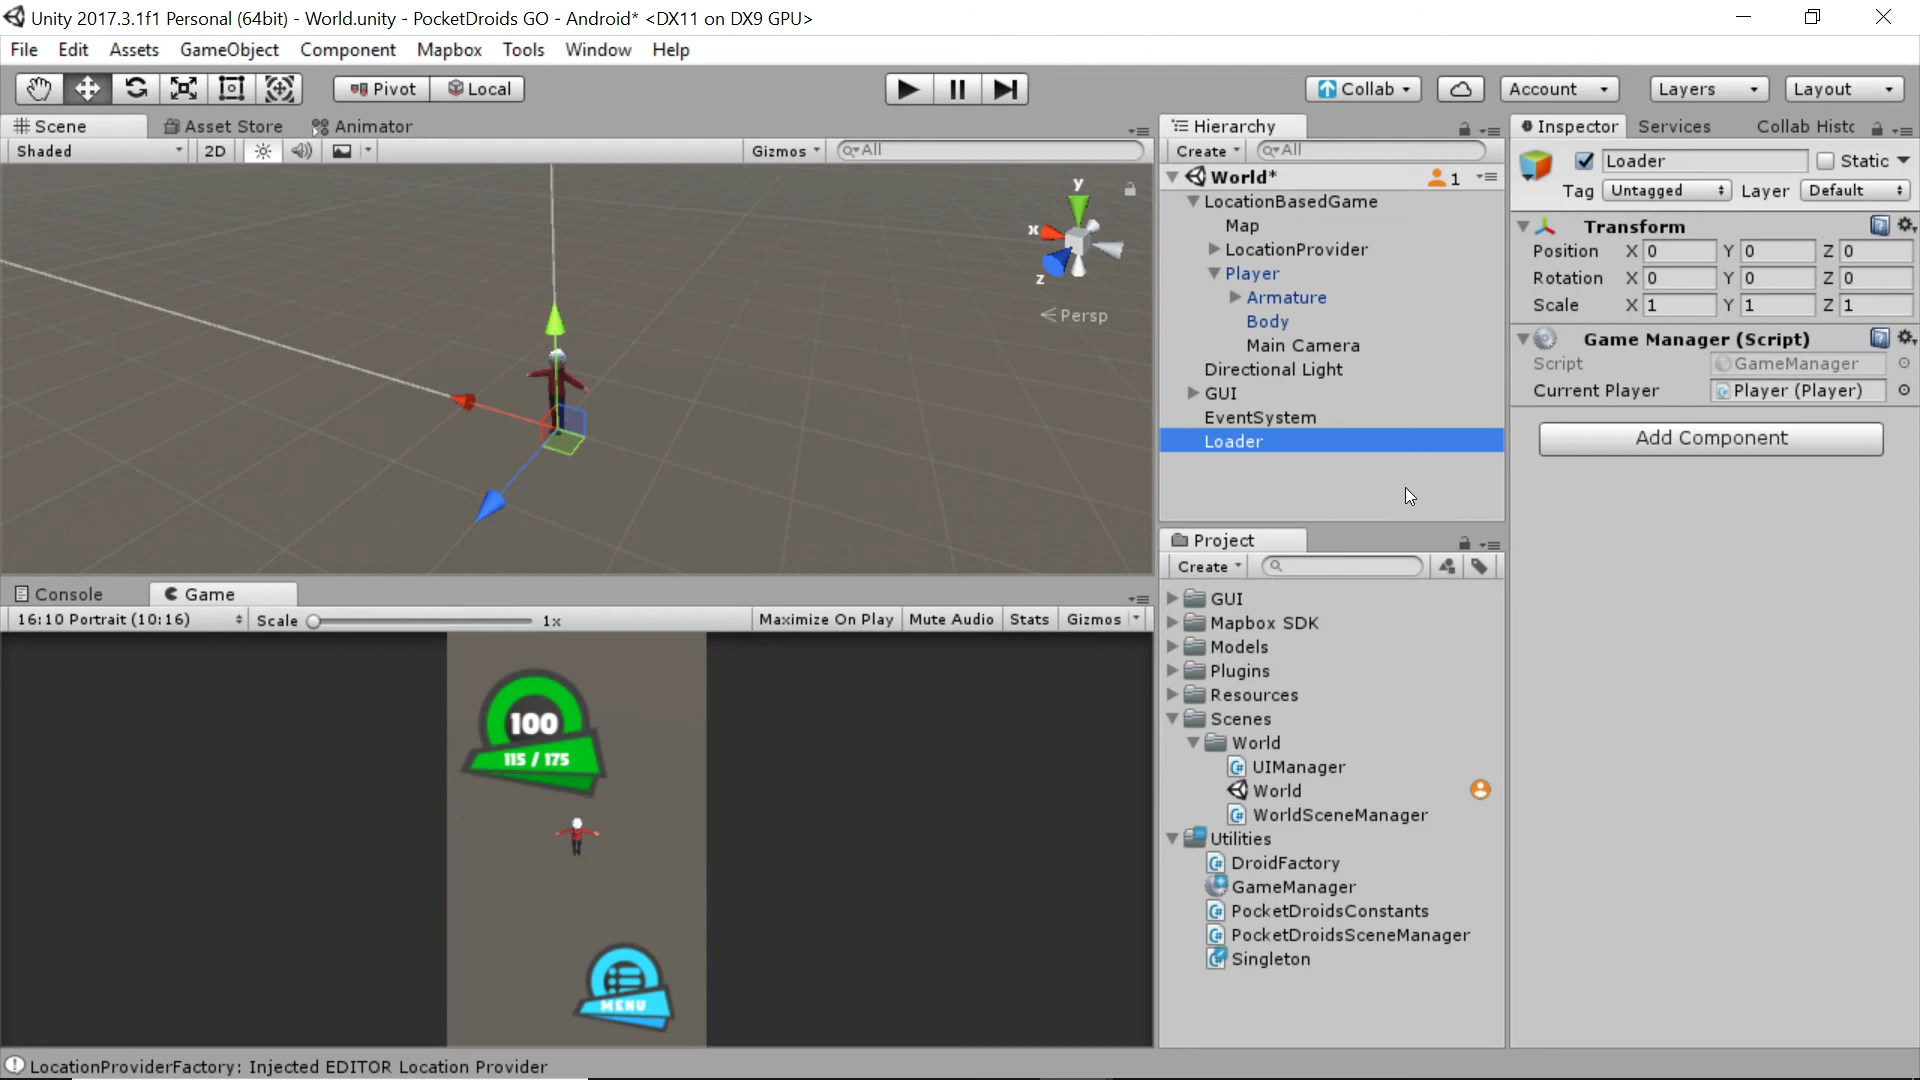 Unity 2017.3.1f1 Personal (64bit) - World.unity - PocketDroids GO - Android* <DX11 on DX9 GPU>
File Edit Assets GameObject Component Mapbox Tools Window Help
Pivot Local Collab Account Layers Layout
Scene Asset Store Animator
Shaded 2D Gizmos All
y
x
z
Persp
Hierarchy
Create All
World* 1
LocationBasedGame
Map
LocationProvider
Player
Armature
Body
Main Camera
Directional Light
GUI
EventSystem
Loader
Inspector Services Collab Histc
Loader Static
Tag Untagged Layer Default
Transform
Position X 0 Y 0 Z 0
Rotation X 0 Y 0 Z 0
Scale X 1 Y 1 Z 1
Game Manager (Script)
Script GameManager
Current Player Player (Player)
Add Component
Console Game
16:10 Portrait (10:16) Scale 1x Maximize On Play Mute Audio Stats Gizmos
100
115 / 175
MENU
Project
Create
GUI
Mapbox SDK
Models
Plugins
Resources
Scenes
World
UIManager
World
WorldSceneManager
Utilities
DroidFactory
GameManager
PocketDroidsConstants
PocketDroidsSceneManager
Singleton
LocationProviderFactory: Injected EDITOR Location Provider